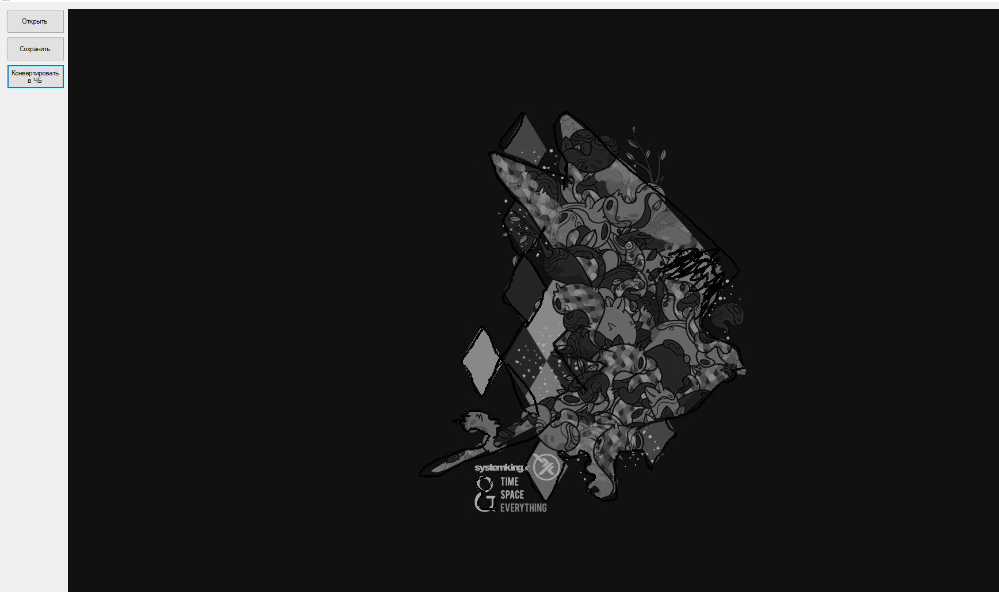 Открыть
Сохранить
Конвертировать
в ЧБ
systemking
&
TIME
SPACE
EVERYTHING